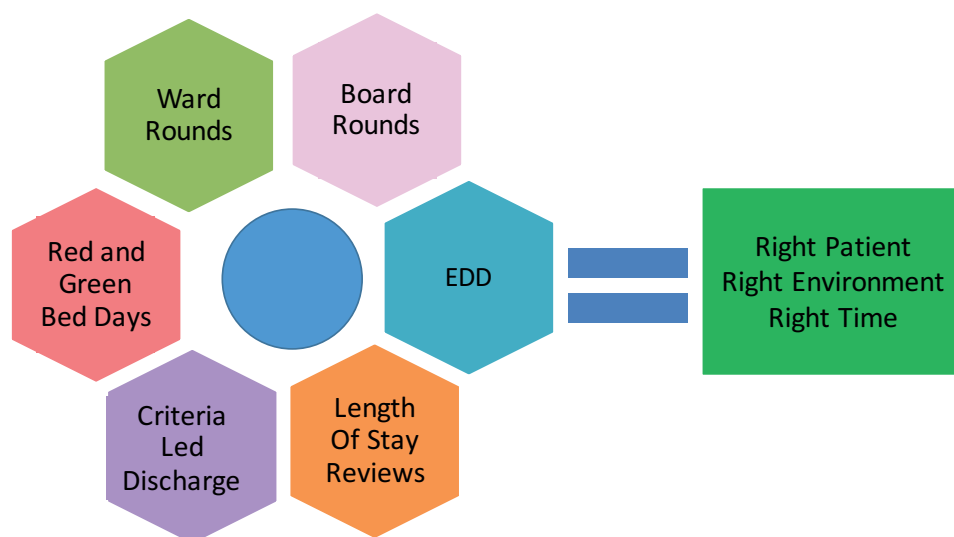 Ward
Rounds
Board
Rounds
Red and
Green
Bed Days
EDD
Right Patient
Right Environment
Right Time
Criteria
Led
Discharge
Length
Of Stay
Reviews